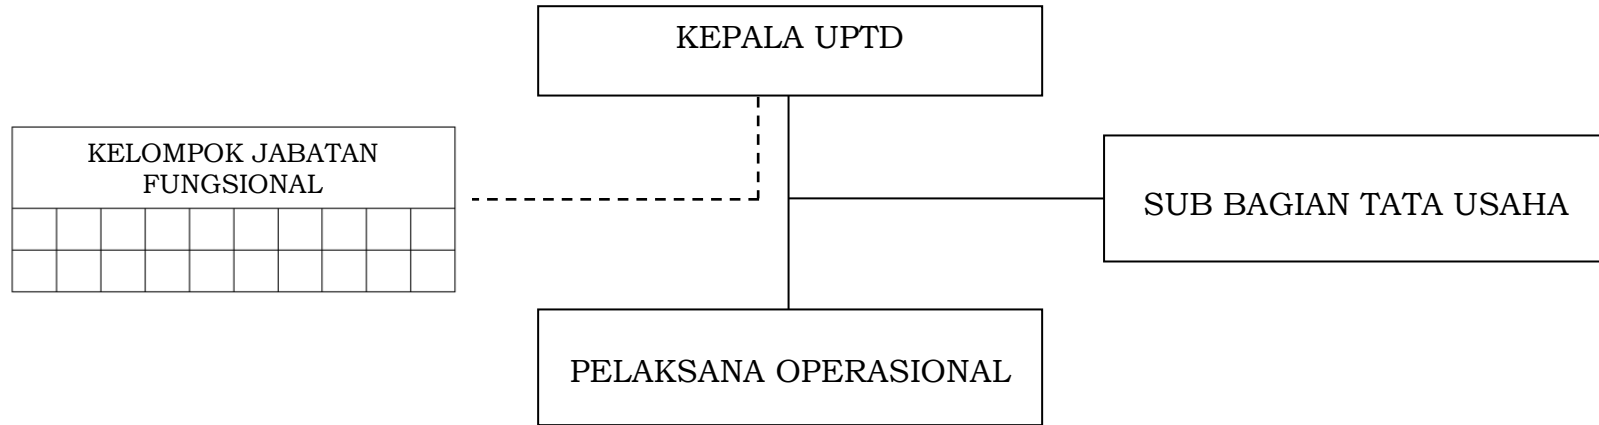 KEPALA UPTD
KELOMPOK JABATAN
FUNGSIONAL
SUB BAGIAN TATA USAHA
PELAKSANA OPERASIONAL